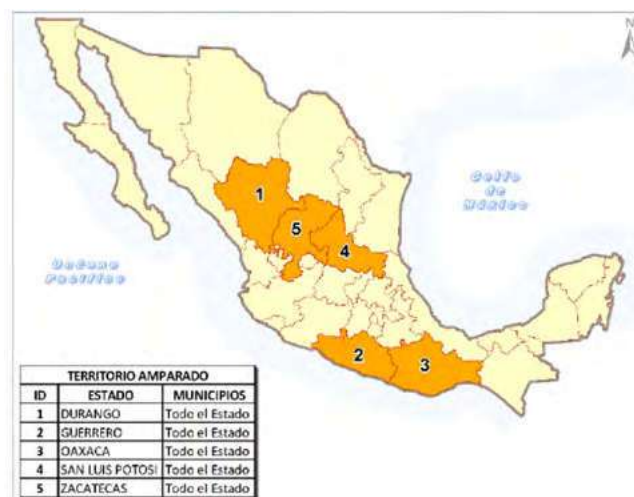 N
Golfo
de
México
Océano
Pacífico
1
5
4
2
3
TERRITORIO AMPARADO
ID ESTADO MUNICIPIOS
1 DURANGO Todo el Estado
2 GUERRERO Todo el Estado
3 OAXACA Todo el Estado
4 SAN LUIS POTOSI Todo el Estado
5 ZACATECAS Todo el Estado